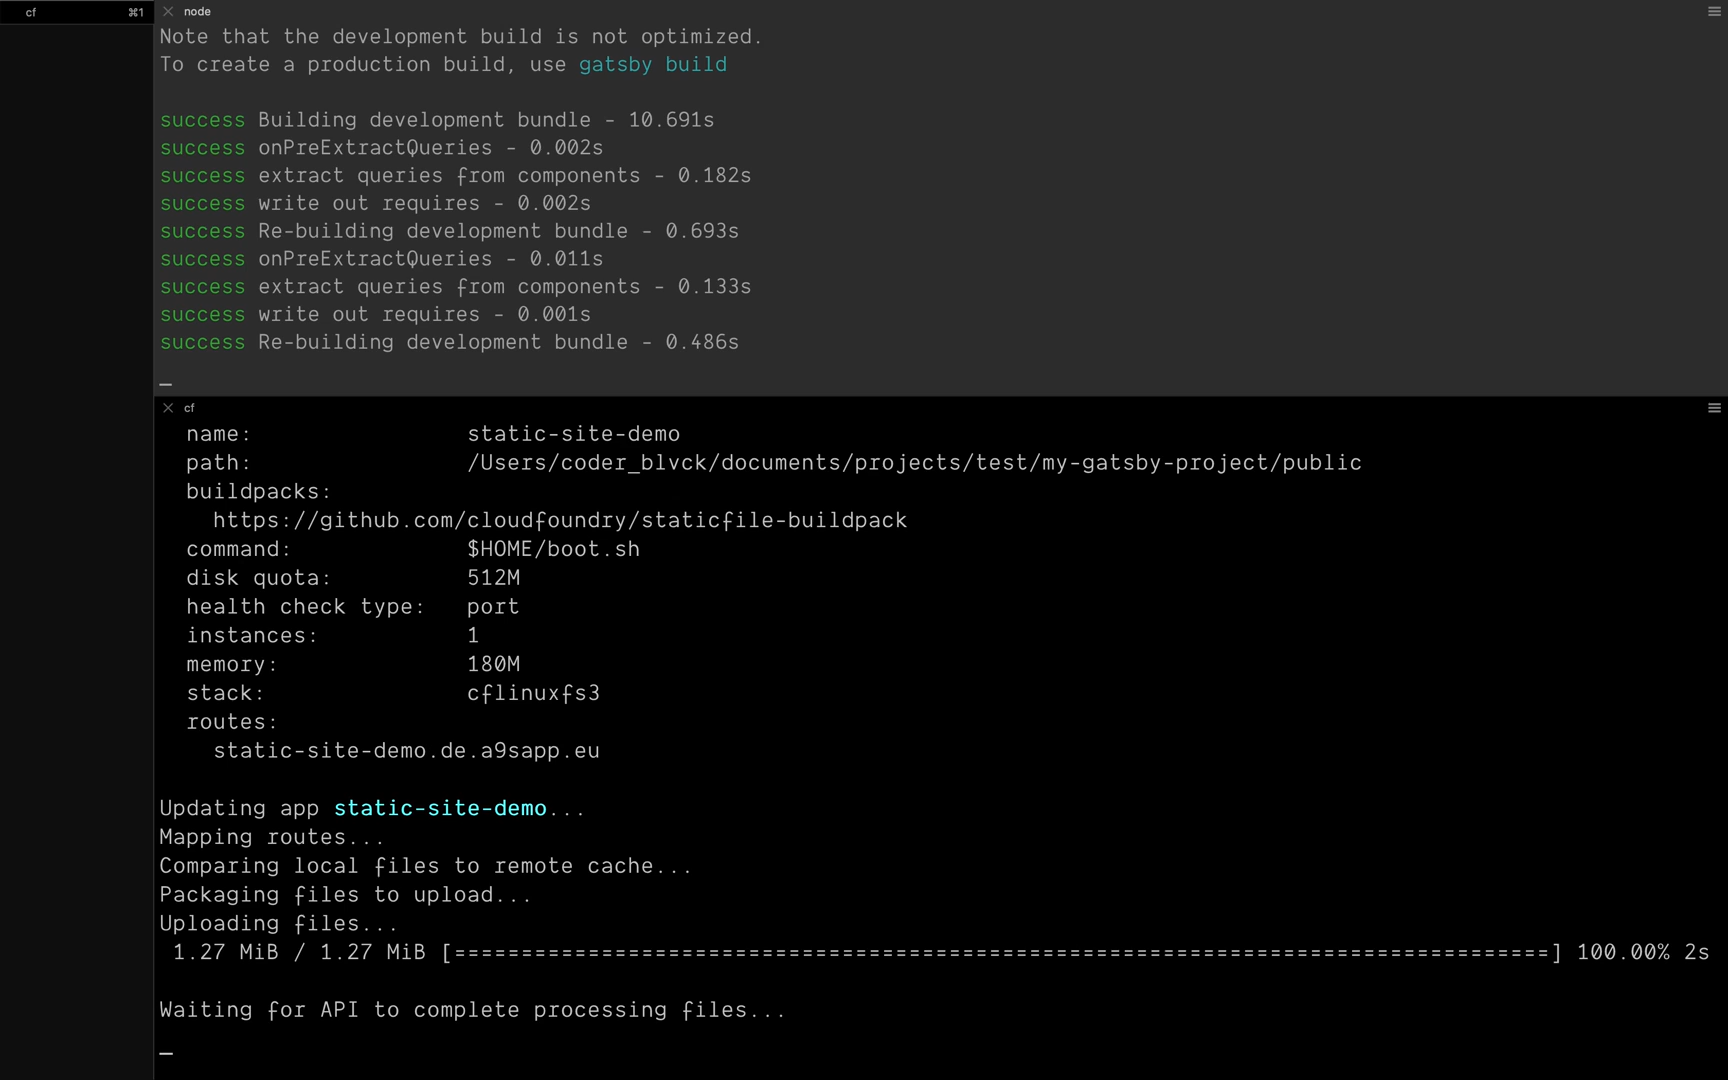 cf ⌘1
node
Note that the development build is not optimized.
To create a production build, use gatsby build
success Building development bundle - 10.691s
success onPreExtractQueries - 0.002s
success extract queries from components - 0.182s
success write out requires - 0.002s
success Re-building development bundle - 0.693s
success onPreExtractQueries - 0.011s
success extract queries from components - 0.133s
success write out requires - 0.001s
success Re-building development bundle - 0.486s
cf
name: static-site-demo
path: /Users/coder_blvck/documents/projects/test/my-gatsby-project/public
buildpacks:
https://github.com/cloudfoundry/staticfile-buildpack
command: $HOME/boot.sh
disk quota: 512M
health check type: port
instances: 1
memory: 180M
stack: cflinuxfs3
routes:
static-site-demo.de.a9sapp.eu
Updating app static-site-demo...
Mapping routes...
Comparing local files to remote cache...
Packaging files to upload...
Uploading files...
1.27 MiB / 1.27 MiB [==================================================================================] 100.00% 2s
Waiting for API to complete processing files...